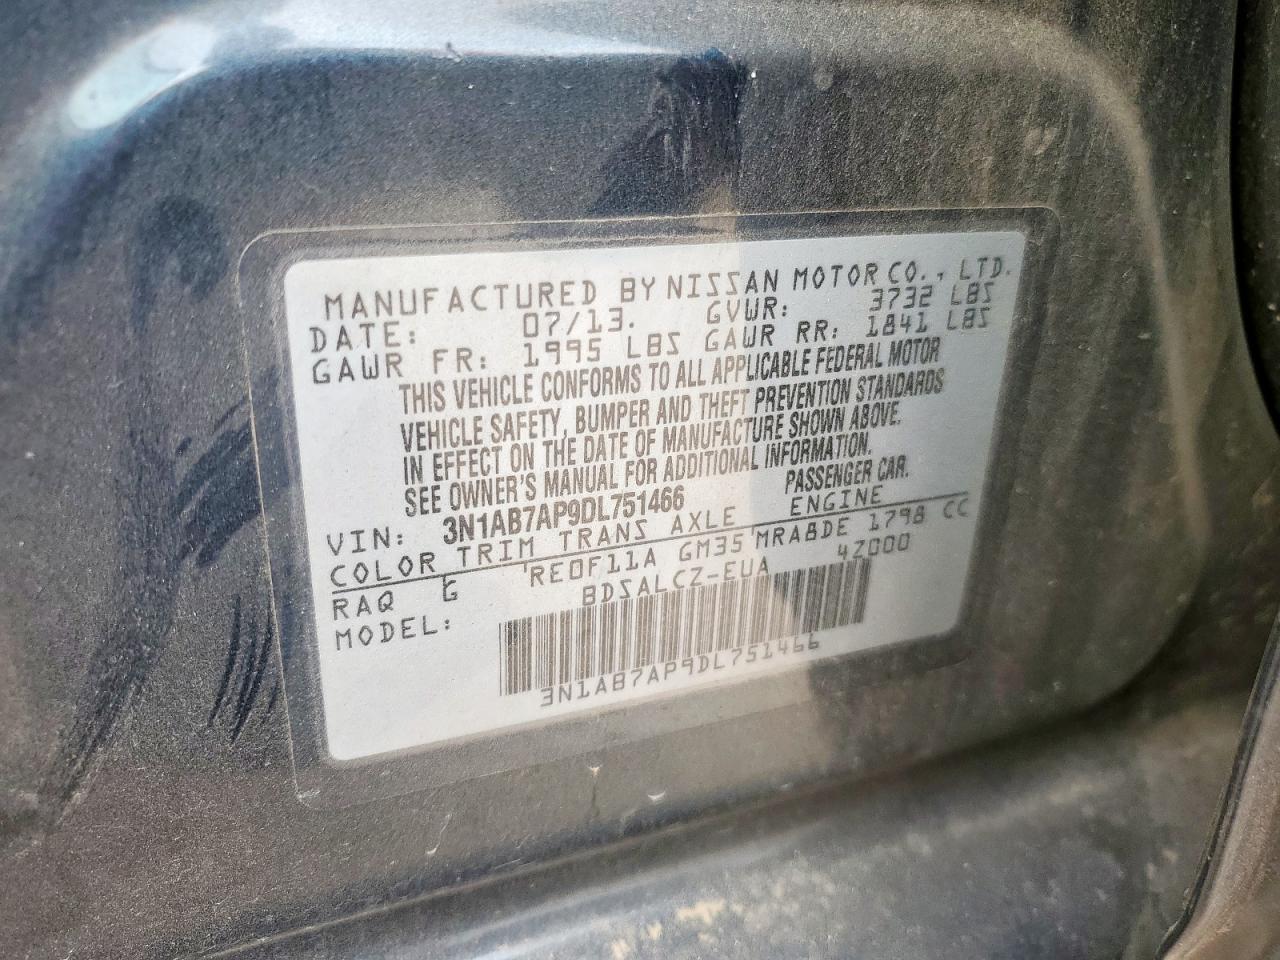 MANUFACTURED BY NISSAN MOTOR CO., LTD.
DATE: 07/13. GVWR: 3732 LBS
GAWR FR: 1995 LBS GAWR RR: 1841 LBS
THIS VEHICLE CONFORMS TO ALL APPLICABLE FEDERAL MOTOR
VEHICLE SAFETY, BUMPER AND THEFT PREVENTION STANDARDS
IN EFFECT ON THE DATE OF MANUFACTURE SHOWN ABOVE.
SEE OWNER'S MANUAL FOR ADDITIONAL INFORMATION.
VIN: 3N1AB7AP9DL751466 PASSENGER CAR.
COLOR TRIM TRANS AXLE ENGINE
RAQ G RE0F11A GM35 MRA8DE 1798 CC
MODEL: BDSALCZ-EUA 4Z000
3N1AB7AP9DL751466